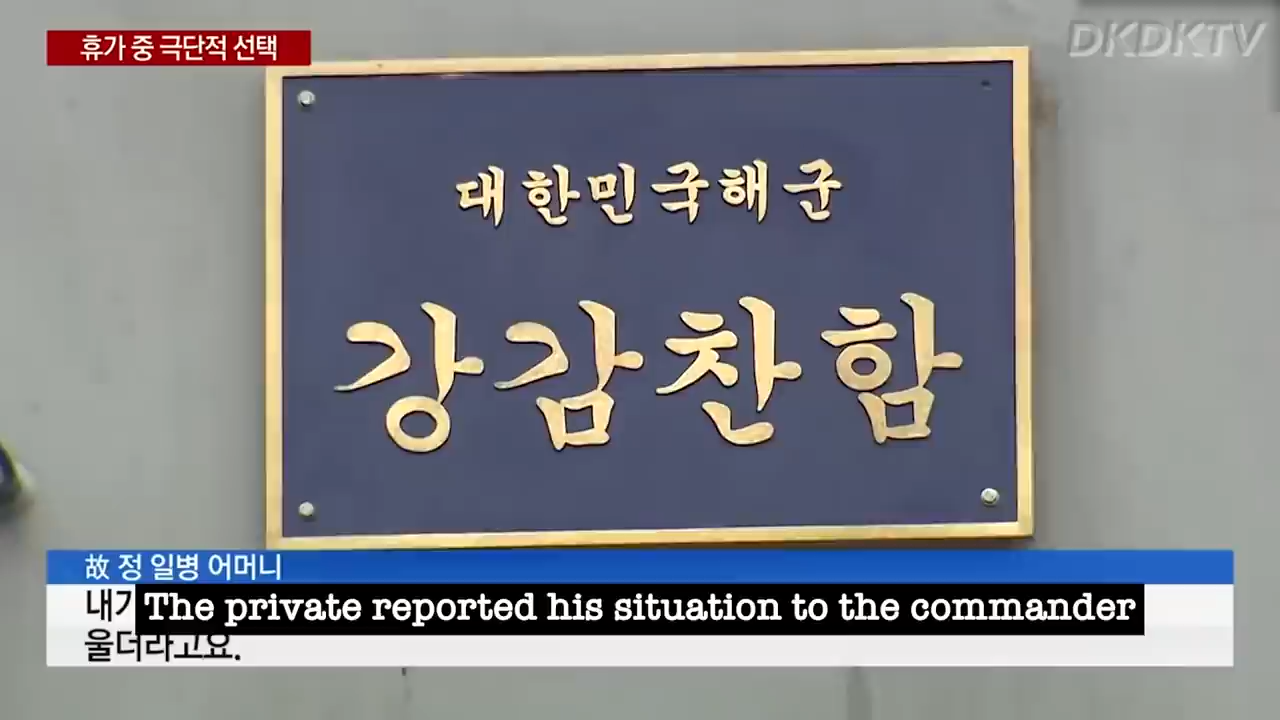 휴가 중 극단적 선택
DKDKTV
대한민국해군
강감찬함
故 정 일병 어머니
The private reported his situation to the commander
울더라고요.